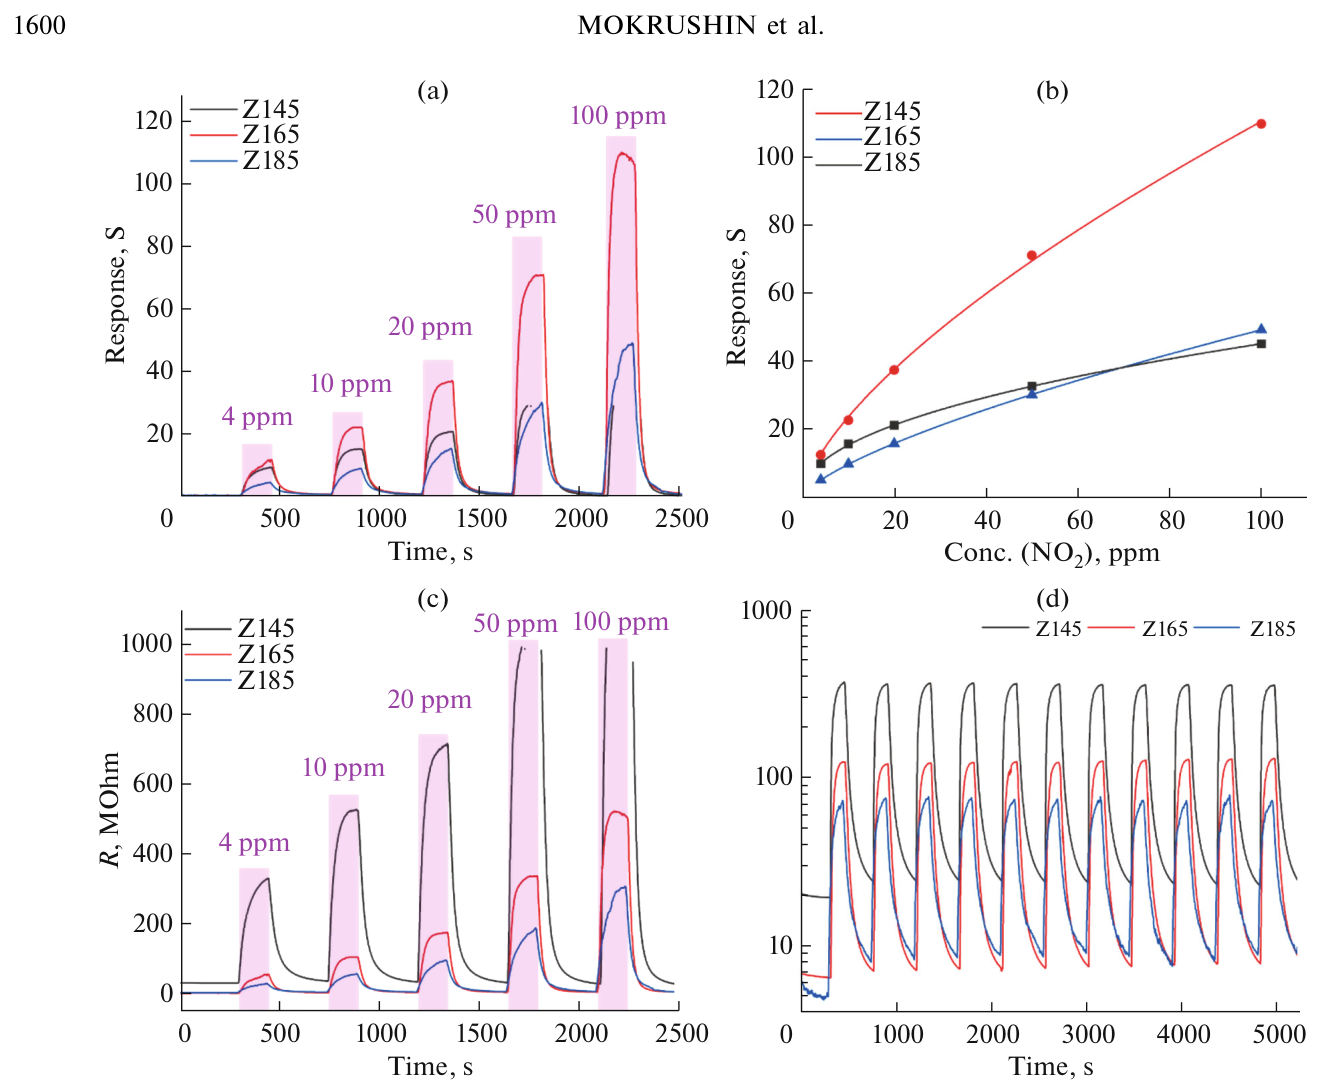 1600
MOKRUSHIN et al.
(a)
Z145
Z165
Z185
120
100
80
60
40
20
Response, S
4 ppm
10 ppm
20 ppm
50 ppm
100 ppm
0 500 1000 1500 2000 2500
Time, s
(b)
Z145
Z165
Z185
120
100
80
60
40
20
Response, S
0 20 40 60 80 100
Conc. (NO₂), ppm
(c)
Z145
Z165
Z185
1000
800
600
400
200
0
R, MOhm
4 ppm
10 ppm
20 ppm
50 ppm
100 ppm
0 500 1000 1500 2000 2500
Time, s
(d)
Z145 Z165 Z185
1000
100
10
0 1000 2000 3000 4000 5000
Time, s